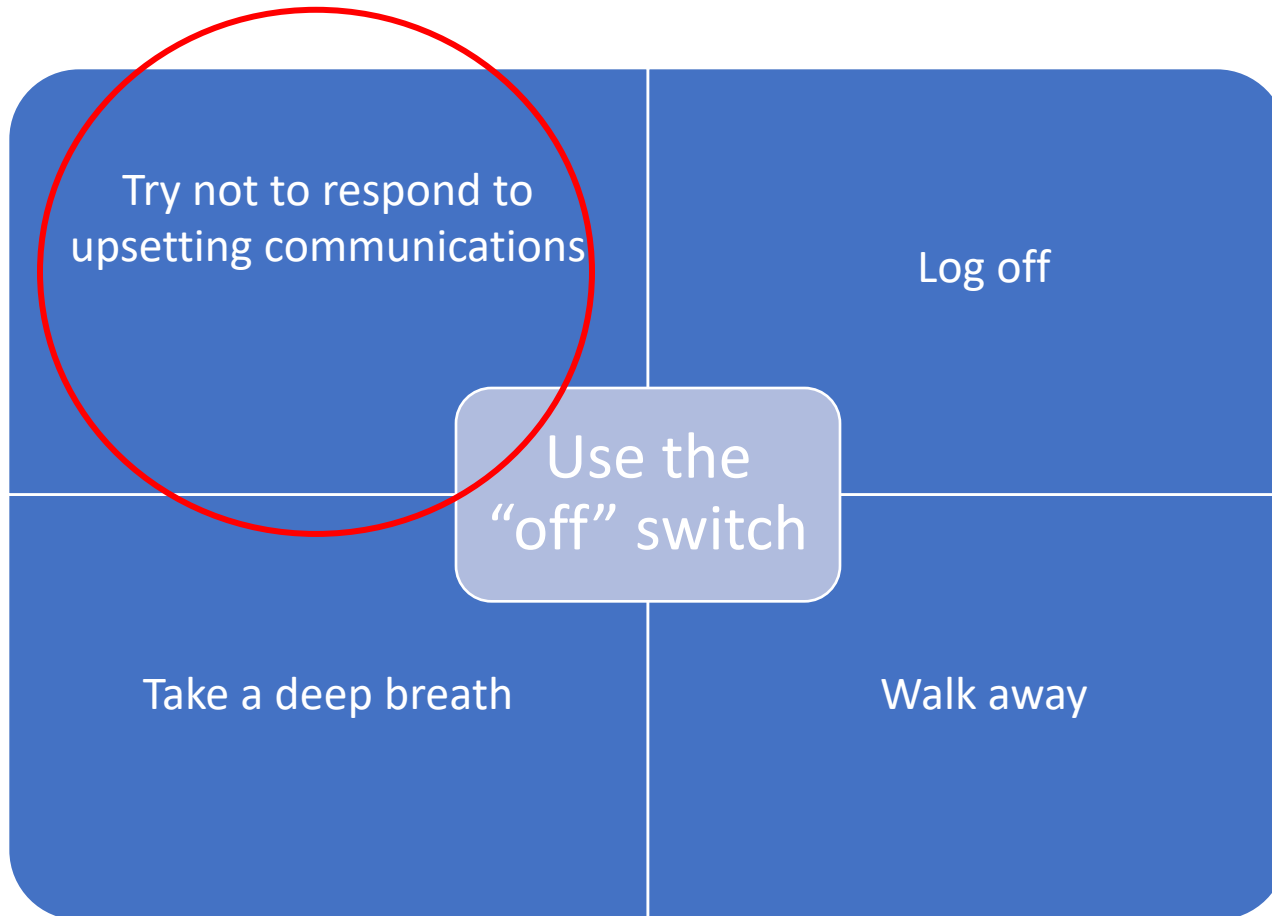 Try not to respond to
upsetting communications
Log off
Use the
“off” switch
Take a deep breath
Walk away